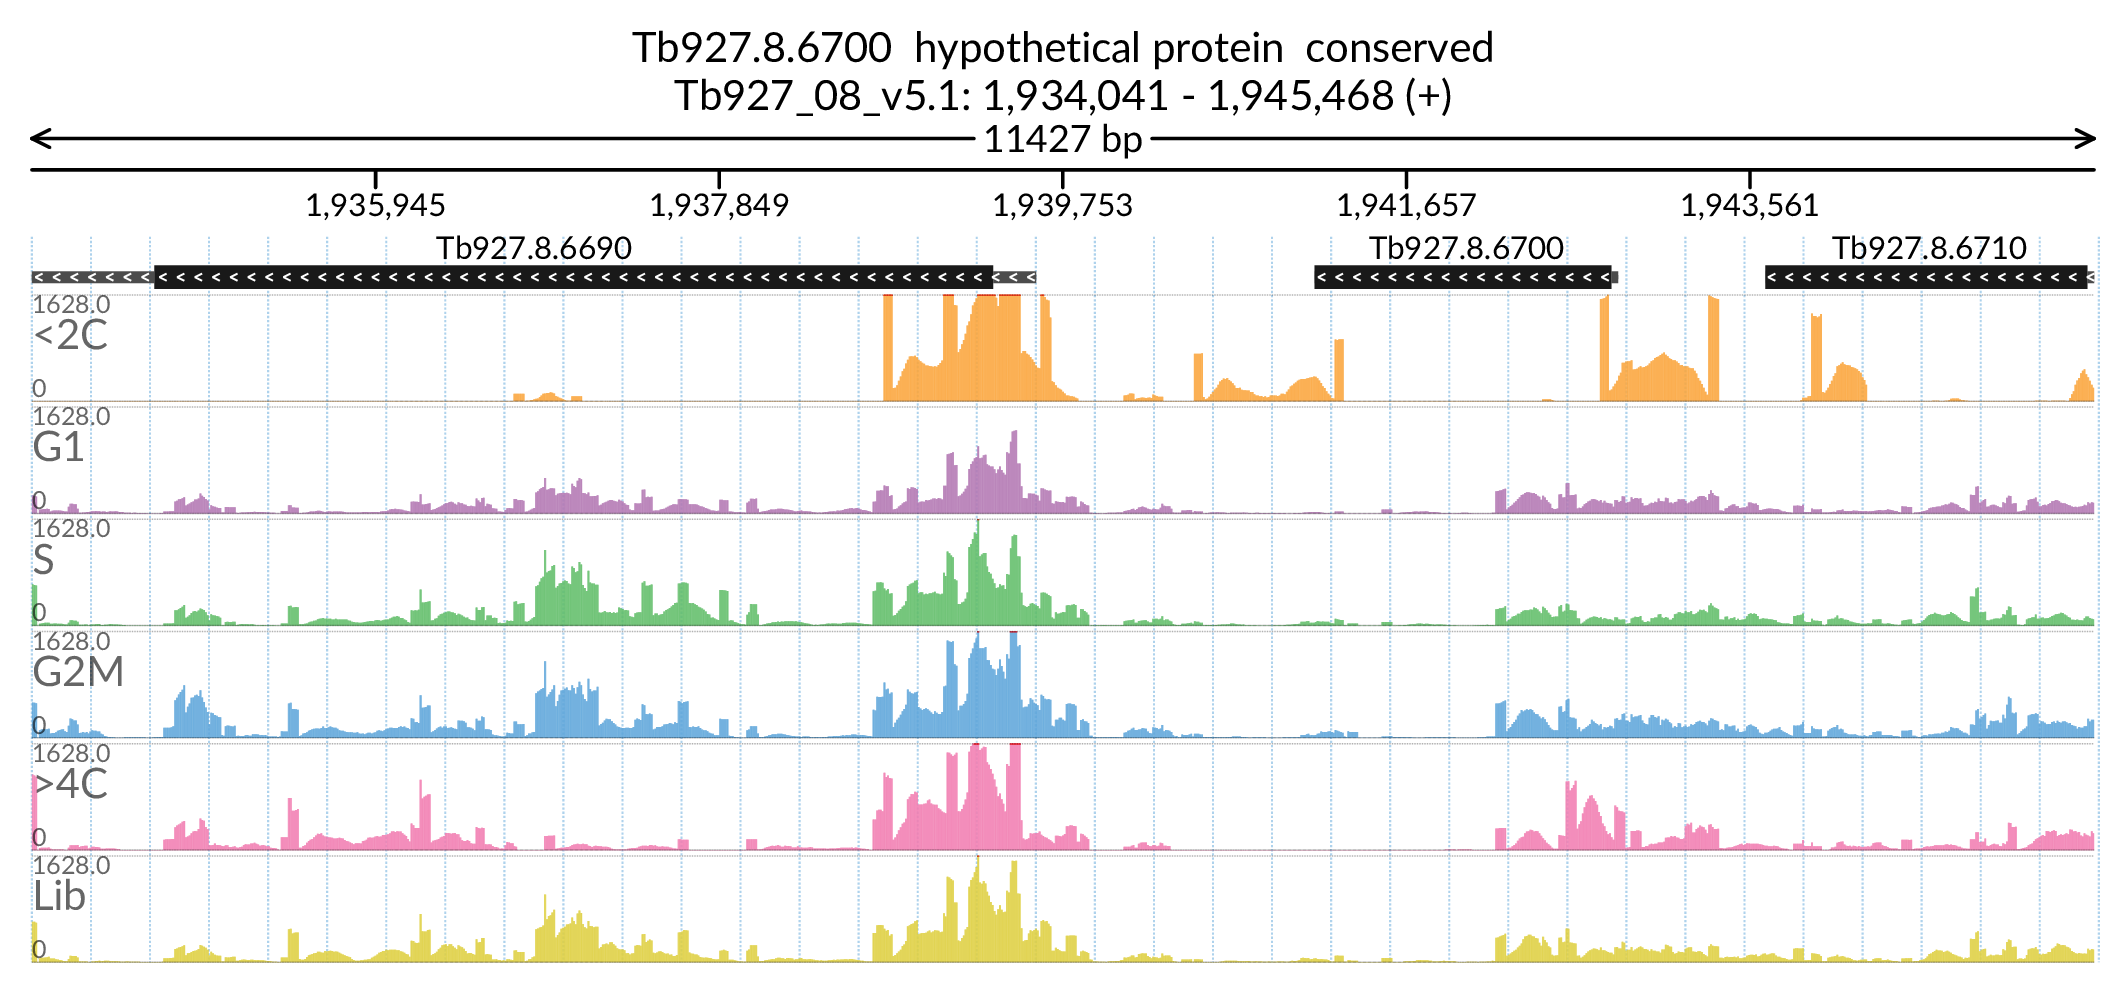 Tb927.8.6700  hypothetical protein  conserved
Tb927_08_v5.1: 1,934,041 - 1,945,468 (+)
11427 bp
1,935,945 1,937,849 1,939,753 1,941,657 1,943,561
Tb927.8.6690 Tb927.8.6700 Tb927.8.6710
1628.0
<2C
0
1628.0
G1
0
1628.0
S
0
1628.0
G2M
0
1628.0
>4C
0
1628.0
Lib
0